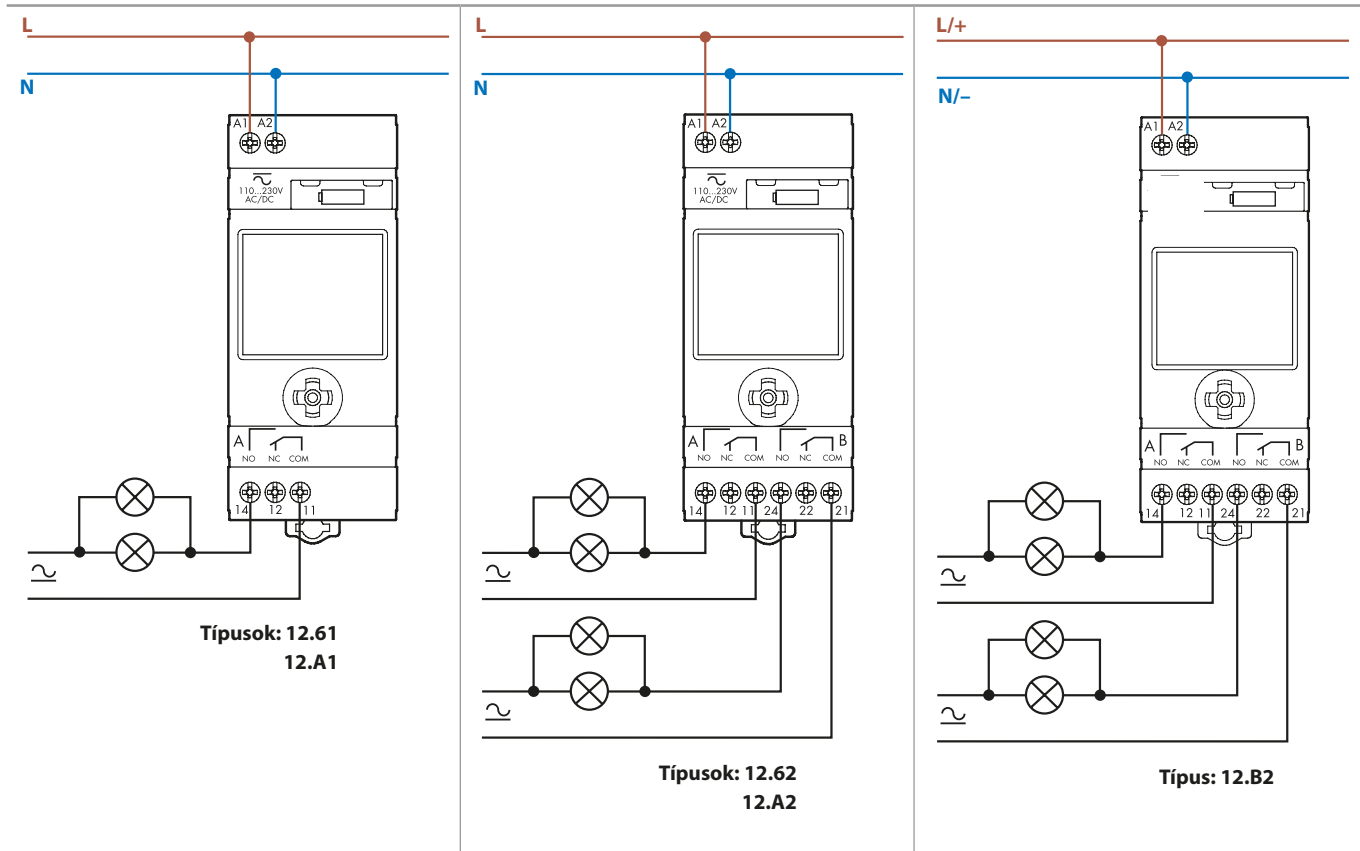 L
N
A1 A2
110...230V
AC/DC
A
NO NC COM
14 12 11
Típusok: 12.61
12.A1
L
N
A1 A2
110...230V
AC/DC
A B
NO NC COM NO NC COM
14 12 11 24 22 21
Típusok: 12.62
12.A2
L/+
N/–
A1 A2
A B
NO NC COM NO NC COM
14 12 11 24 22 21
Típus: 12.B2